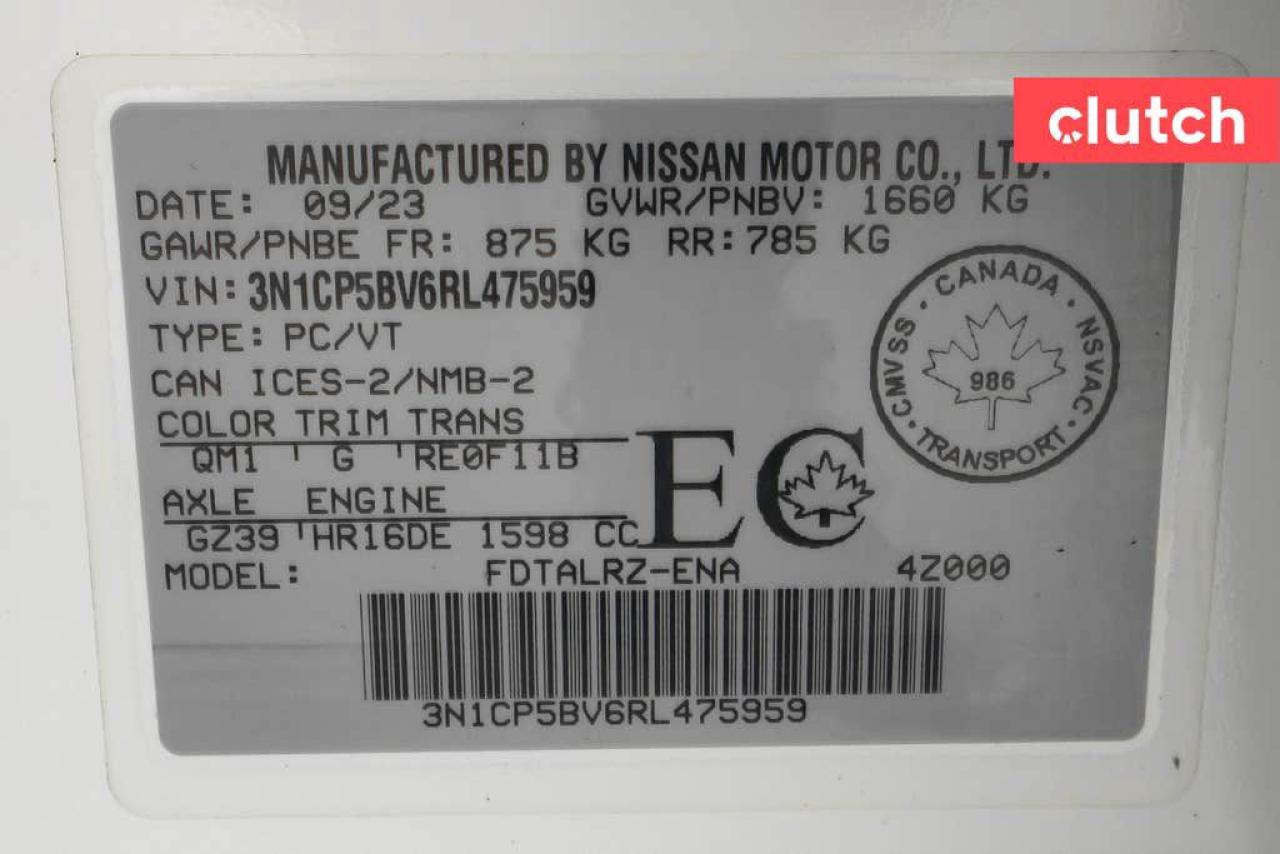 clutch
MANUFACTURED BY NISSAN MOTOR CO., LTD.
DATE: 09/23 GVWR/PNBV: 1660 KG
GAWR/PNBE FR: 875 KG RR: 785 KG
VIN: 3N1CP5BV6RL475959
TYPE: PC/VT
CAN ICES-2/NMB-2
COLOR TRIM TRANS
QM1 ' G 'RE0F11B
AXLE ENGINE
GZ39 'HR16DE 1598 CC
EC
CANADA · NSVAC · TRANSPORT · CMVSS ·
986
MODEL: FDTALRZ-ENA 4Z000
3N1CP5BV6RL475959